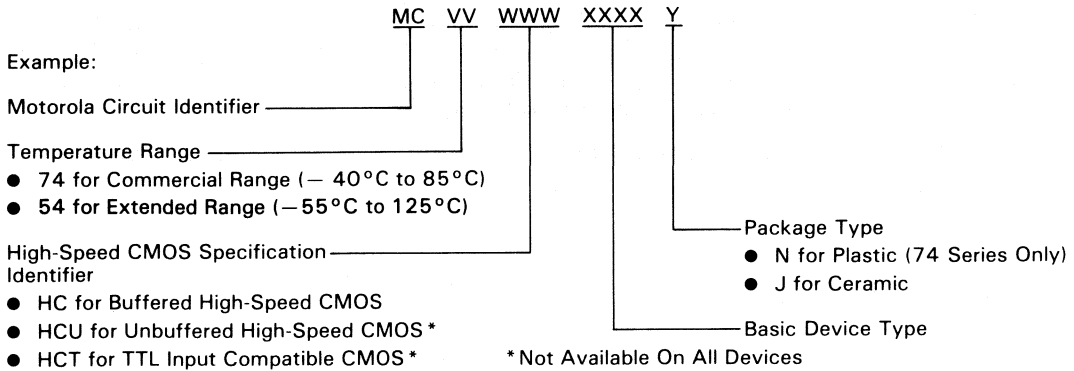 MC VV WWW XXXX Y
Example:
Motorola Circuit Identifier
Temperature Range
● 74 for Commercial Range (— 40°C to 85°C)
● 54 for Extended Range (—55°C to 125°C)
High-Speed CMOS Specification
Identifier
● HC for Buffered High-Speed CMOS
● HCU for Unbuffered High-Speed CMOS*
● HCT for TTL Input Compatible CMOS*
Package Type
● N for Plastic (74 Series Only)
● J for Ceramic
Basic Device Type
*Not Available On All Devices